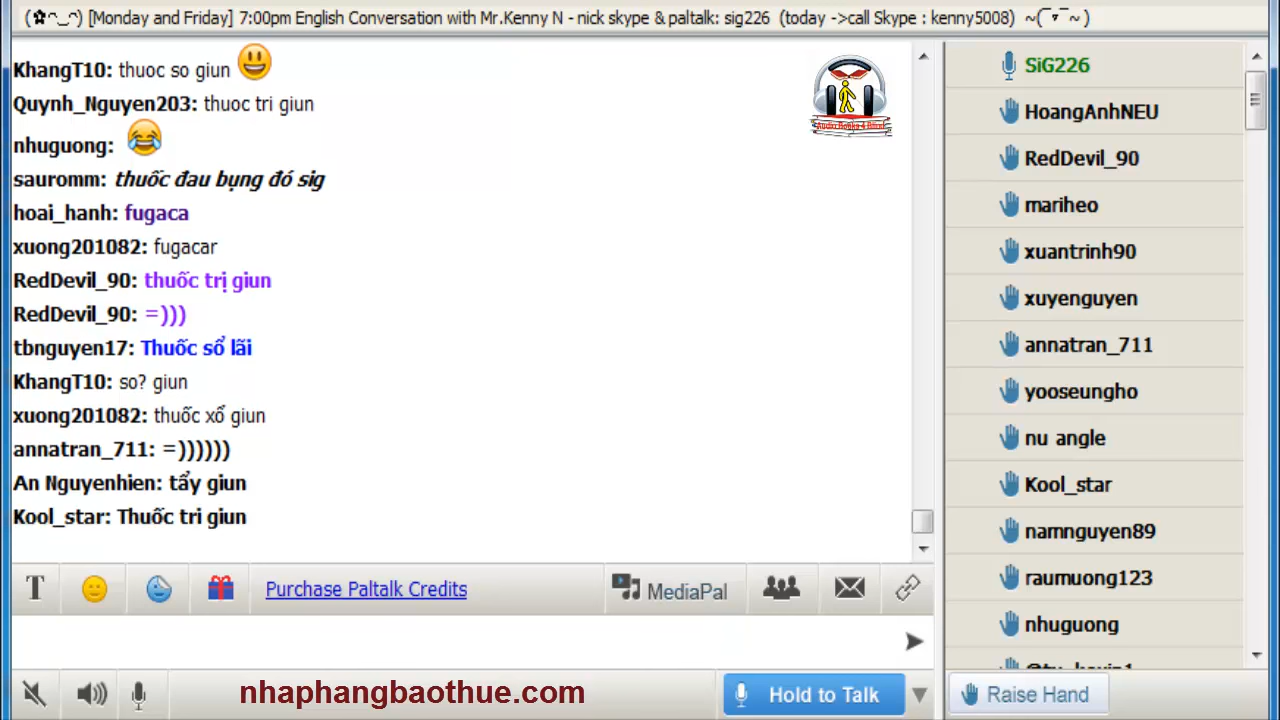 (✿◠‿◠) [Monday and Friday] 7:00pm English Conversation with Mr.Kenny N - nick skype & paltalk: sig226 (today ->call Skype : kenny5008) ~(‾▿‾~)
KhangT10: thuoc so giun
Quynh_Nguyen203: thuoc tri giun
nhuguong:
sauromm: thuốc đau bụng đó sig
hoai_hanh: fugaca
xuong201082: fugacar
RedDevil_90: thuốc trị giun
RedDevil_90: =)))
tbnguyen17: Thuốc sổ lãi
KhangT10: so? giun
xuong201082: thuốc xổ giun
annatran_711: =))))))
An Nguyenhien: tẩy giun
Kool_star: Thuốc tri giun
SiG226
HoangAnhNEU
RedDevil_90
mariheo
xuantrinh90
xuyenguyen
annatran_711
yooseungho
nu angle
Kool_star
namnguyen89
raumuong123
nhuguong
T
Purchase Paltalk Credits
MediaPal
nhaphangbaothue.com
Hold to Talk
Raise Hand